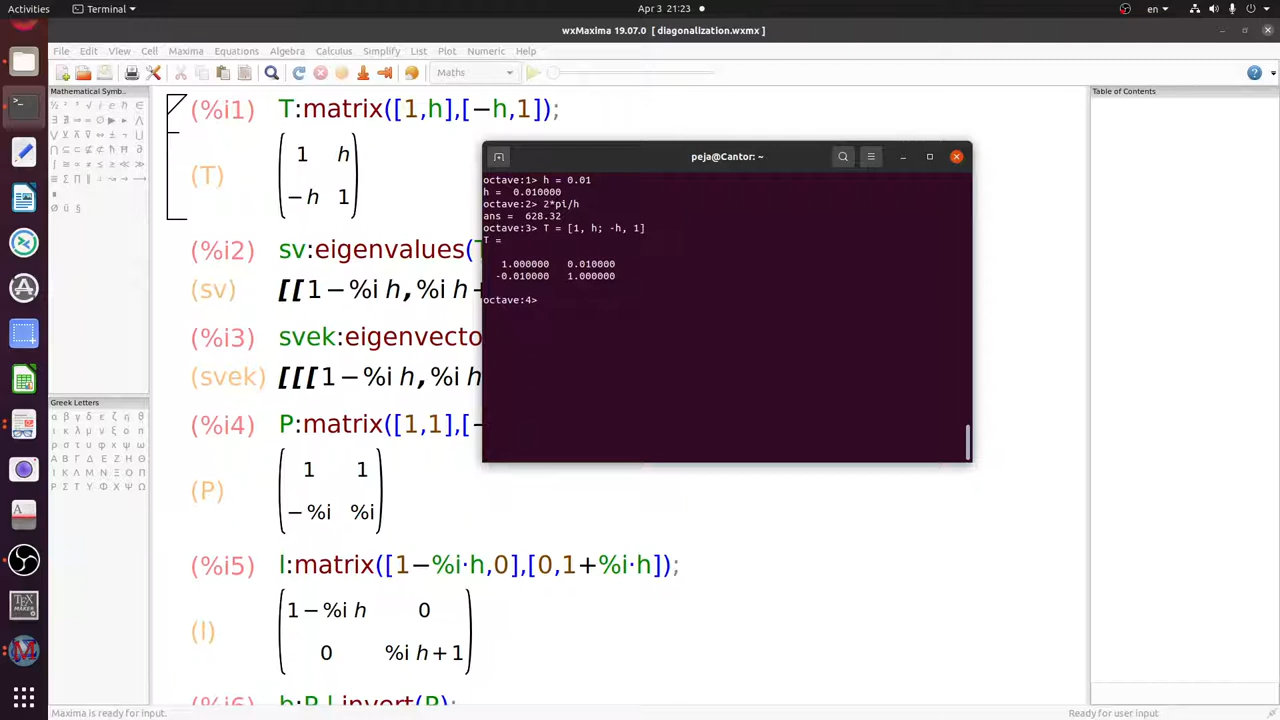 Activities
Terminal
Apr 3 21:23
en
wxMaxima 19.07.0 [ diagonalization.wxmx ]
File Edit View Cell Maxima Equations Algebra Calculus Simplify List Plot Numeric Help
Maths
Mathematical Symb..
Table of Contents
(%i1) T:matrix([1,h],[−h,1]);
(T)
1 h
−h 1
(%i2) sv:eigenvalues(T
(sv) [[1−%i h,%i h+
(%i3) svek:eigenvecto
(svek) [[[1−%i h,%i h
(%i4) P:matrix([1,1],[−
(P)
1 1
−%i %i
(%i5) l:matrix([1−%i·h,0],[0,1+%i·h]);
(l)
1−%i h 0
0 %i h+1
(%i6) b:P.l.invert(P);
peja@Cantor: ~
octave:1> h = 0.01
h = 0.010000
octave:2> 2*pi/h
ans = 628.32
octave:3> T = [1, h; -h, 1]
T =
1.000000 0.010000
-0.010000 1.000000
octave:4>
Greek Letters
α β γ δ ε ζ η θ
Maxima is ready for input.
Ready for user input